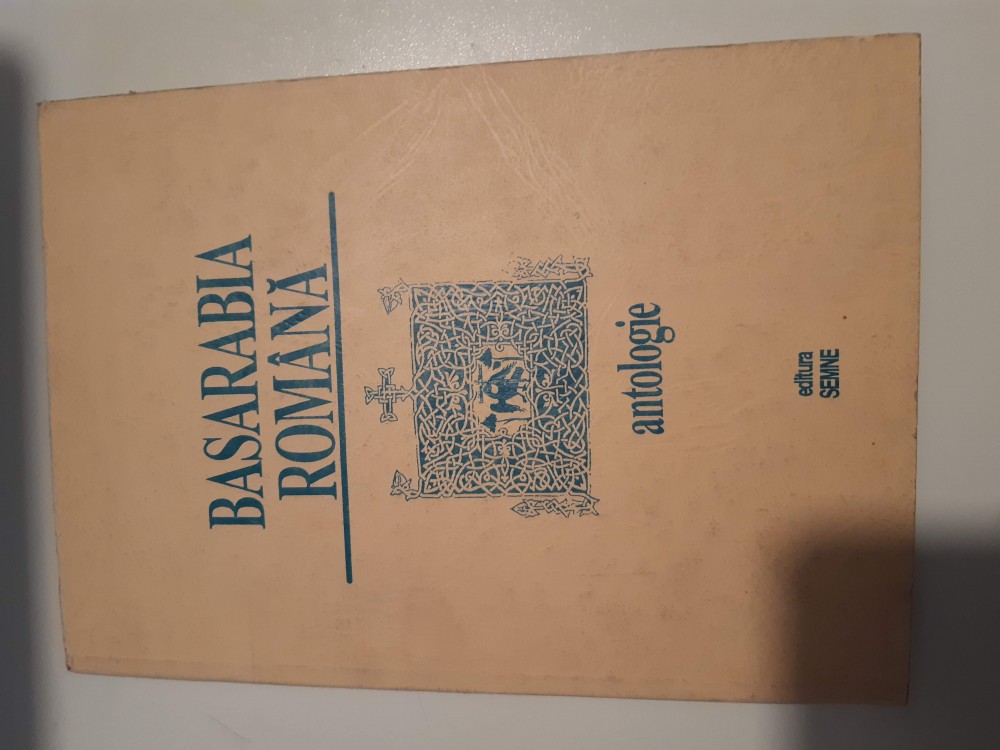 BASARABIA
ROMÂNĂ
antologie
editura
SEMNE